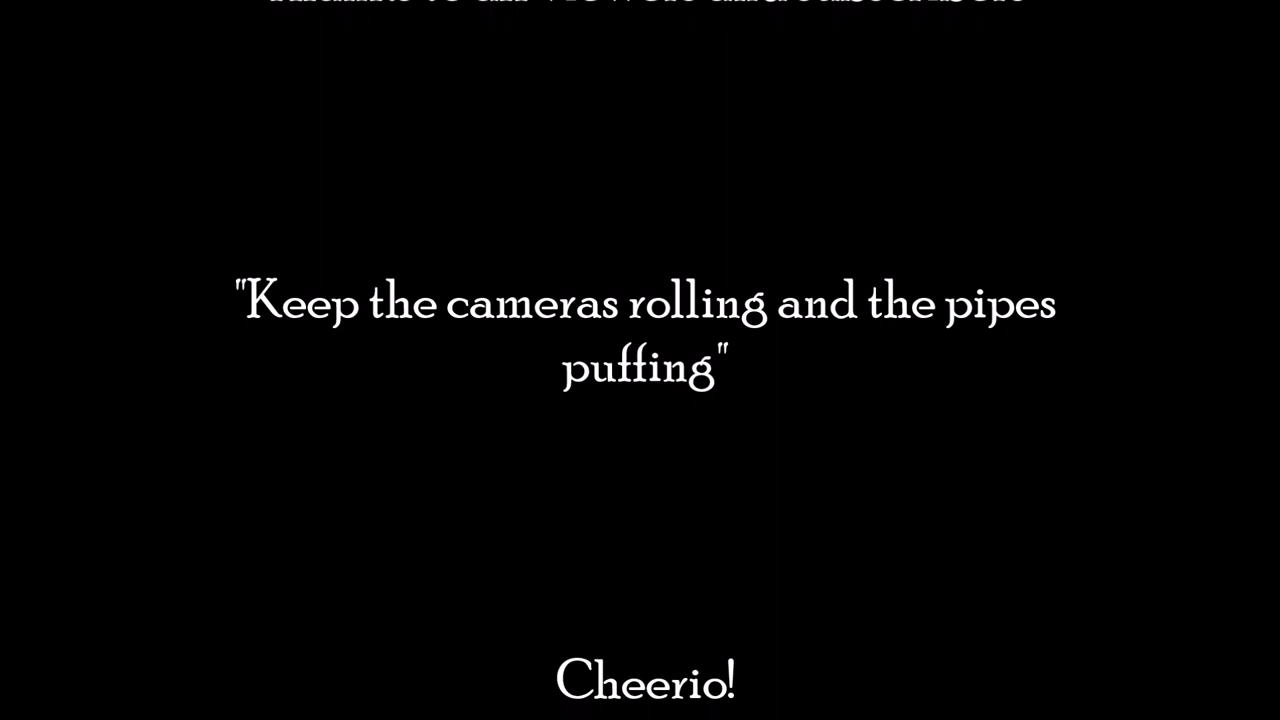 "Keep the cameras rolling and the pipes
puffing"
Cheerio!